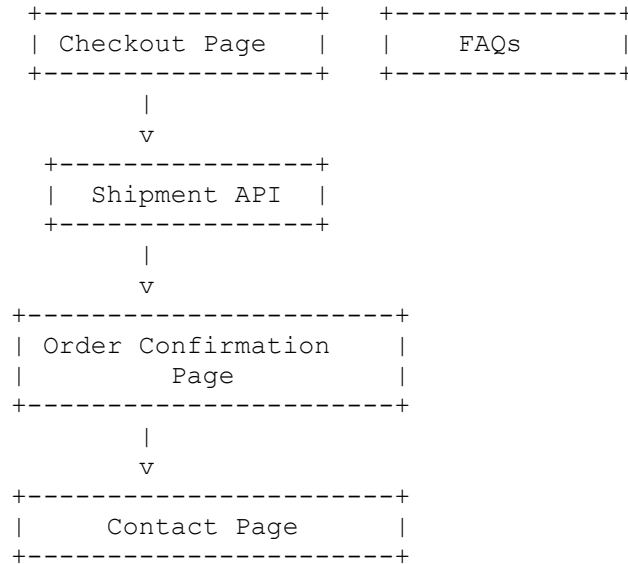 Checkout Page
FAQs
Shipment API
Order Confirmation
Page
Contact Page